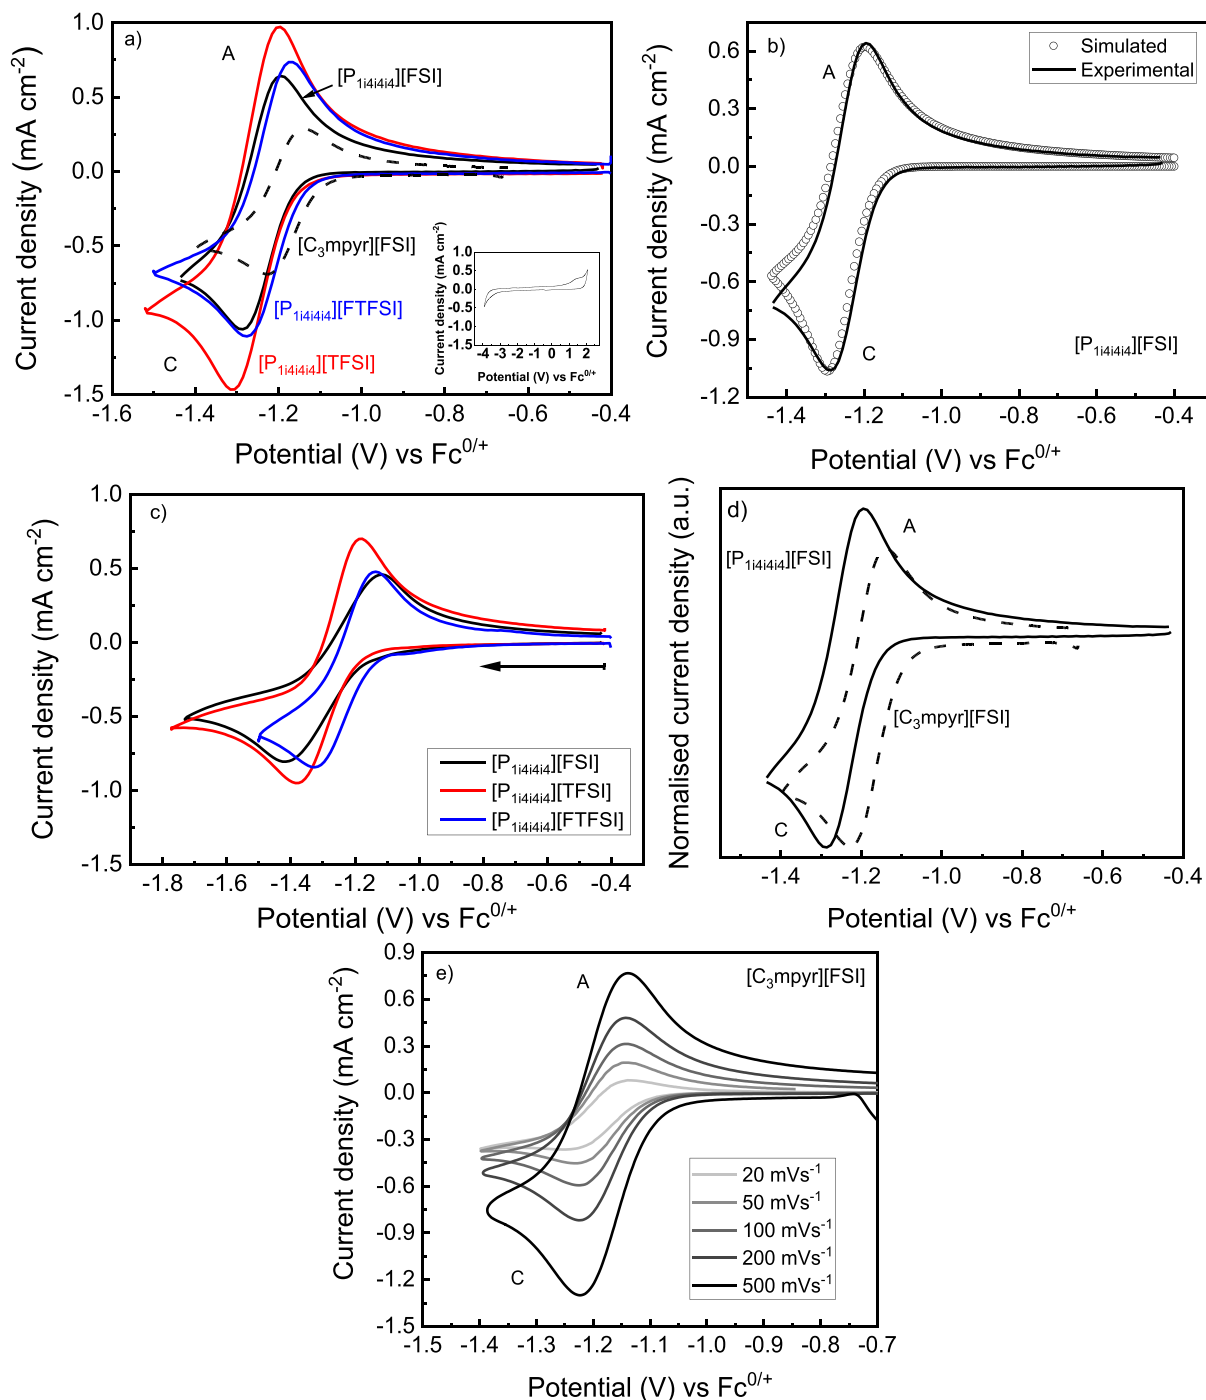 a)
A
[P1i4i4i4][FSI]
[C3mpyr][FSI]
[P1i4i4i4][FTFSI]
[P1i4i4i4][TFSI]
C
Current density (mA cm-2)
1.0
0.5
0.0
-0.5
-1.0
-1.5
-1.6 -1.4 -1.2 -1.0 -0.8 -0.6 -0.4
Potential (V) vs Fc0/+
Current density (mA cm-2)
1.0
0.5
0.0
-0.5
-1.0
-1.5
-4 -3 -2 -1 0 1 2
Potential (V) vs Fc0/+
b)
A
Simulated
Experimental
C
[P1i4i4i4][FSI]
Current density (mA cm-2)
0.6
0.3
0.0
-0.3
-0.6
-0.9
-1.2
-1.4 -1.2 -1.0 -0.8 -0.6 -0.4
Potential (V) vs Fc0/+
c)
Current density (mA cm-2)
1.0
0.5
0.0
-0.5
-1.0
-1.5
[P1i4i4i4][FSI]
[P1i4i4i4][TFSI]
[P1i4i4i4][FTFSI]
-1.8 -1.6 -1.4 -1.2 -1.0 -0.8 -0.6 -0.4
Potential (V) vs Fc0/+
d)
A
[P1i4i4i4][FSI]
[C3mpyr][FSI]
C
Normalised current density (a.u.)
-1.4 -1.2 -1.0 -0.8 -0.6 -0.4
Potential (V) vs Fc0/+
e)
A
[C3mpyr][FSI]
C
Current density (mA cm-2)
0.9
0.6
0.3
0.0
-0.3
-0.6
-0.9
-1.2
-1.5
20 mVs-1
50 mVs-1
100 mVs-1
200 mVs-1
500 mVs-1
-1.5 -1.4 -1.3 -1.2 -1.1 -1.0 -0.9 -0.8 -0.7
Potential (V) vs Fc0/+